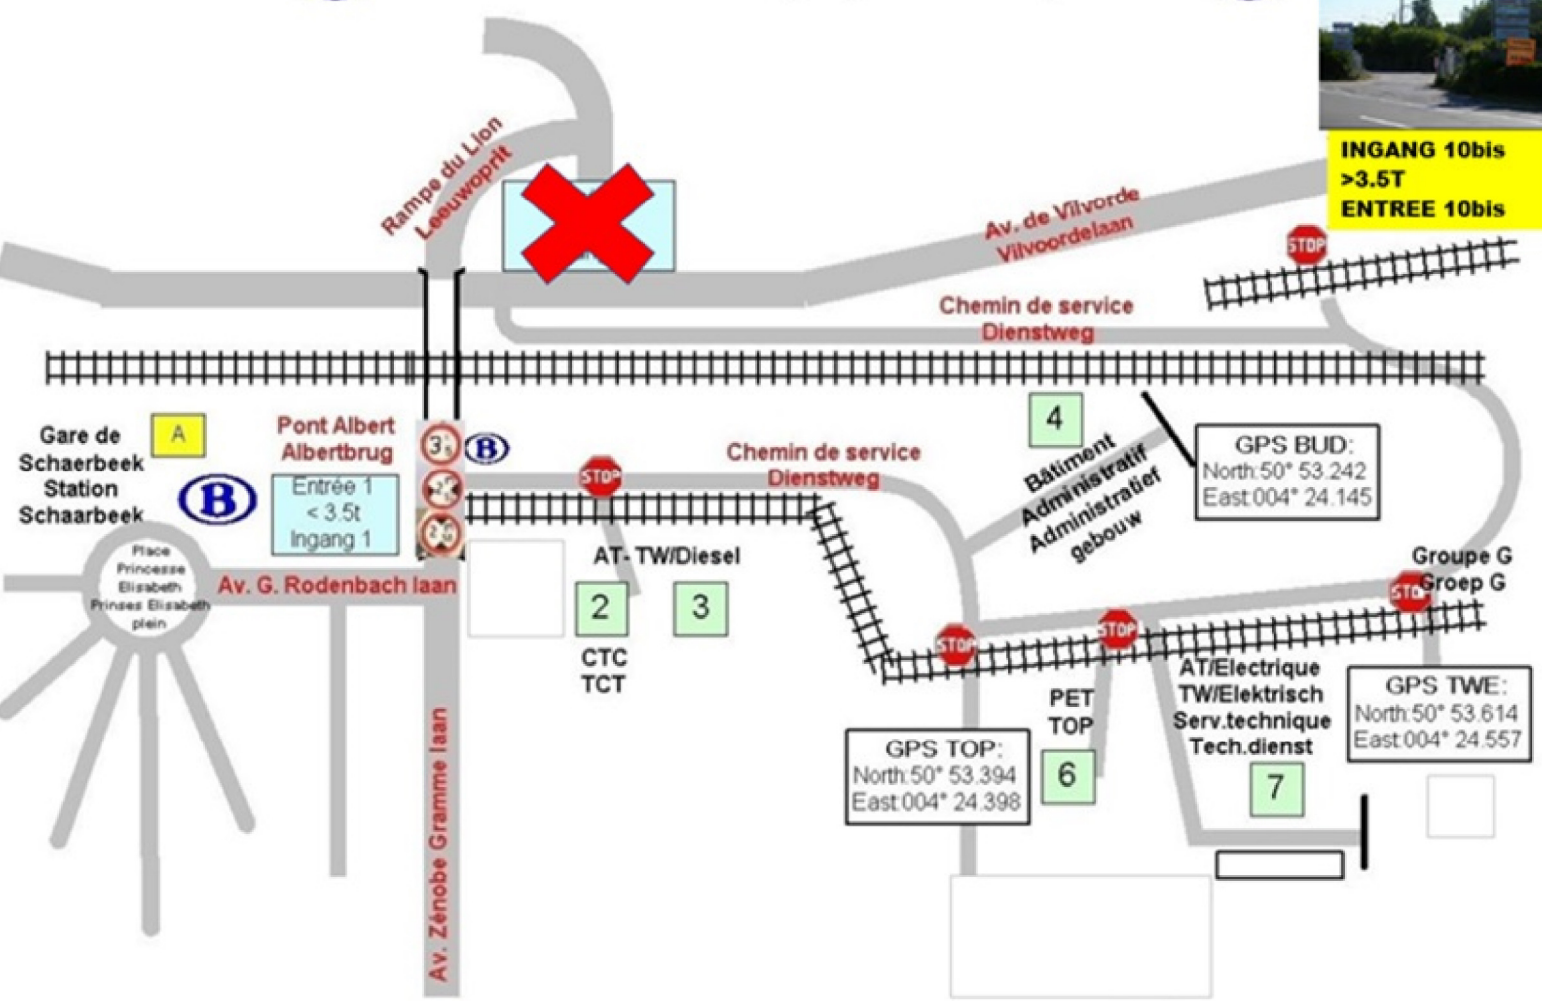 INGANG 10bis
>3.5T
ENTREE 10bis
Rampe du Lion
Leeuwoprit
Av. de Vilvorde
Vilvoordelaan
STOP
Chemin de service
Dienstweg
Gare de
Schaerbeek
Station
Schaarbeek
A
B
Pont Albert
Albertbrug
Entrée 1
< 3.5t
Ingang 1
B
STOP
Chemin de service
Dienstweg
4
Bâtiment
Administratif
Administratief
gebouw
GPS BUD:
North:50° 53.242
East:004° 24.145
Place
Princesse
Elisabeth
Prinses Elisabeth
plein
Av. G. Rodenbach laan
AT- TW/Diesel
2
3
CTC
TCT
Av. Zénobe Gramme laan
STOP
STOP
STOP
Groupe G
Groep G
PET
TOP
6
GPS TOP:
North:50° 53.394
East:004° 24.398
AT/Electrique
TW/Elektrisch
Serv.technique
Tech.dienst
7
GPS TWE:
North:50° 53.614
East:004° 24.557